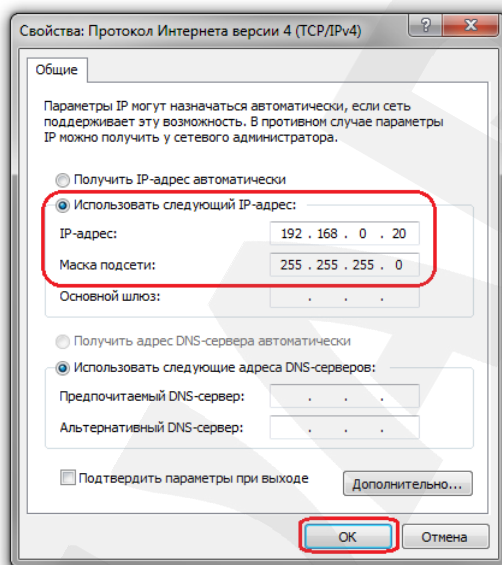 Свойства: Протокол Интернета версии 4 (TCP/IPv4)
Общие
Параметры IP могут назначаться автоматически, если сеть
поддерживает эту возможность. В противном случае параметры
IP можно получить у сетевого администратора.
Получить IP-адрес автоматически
Использовать следующий IP-адрес:
IP-адрес: 192 . 168 . 0 . 20
Маска подсети: 255 . 255 . 255 . 0
Основной шлюз: . . .
Получить адрес DNS-сервера автоматически
Использовать следующие адреса DNS-серверов:
Предпочитаемый DNS-сервер: . . .
Альтернативный DNS-сервер: . . .
Подтвердить параметры при выходе
Дополнительно...
ОК Отмена